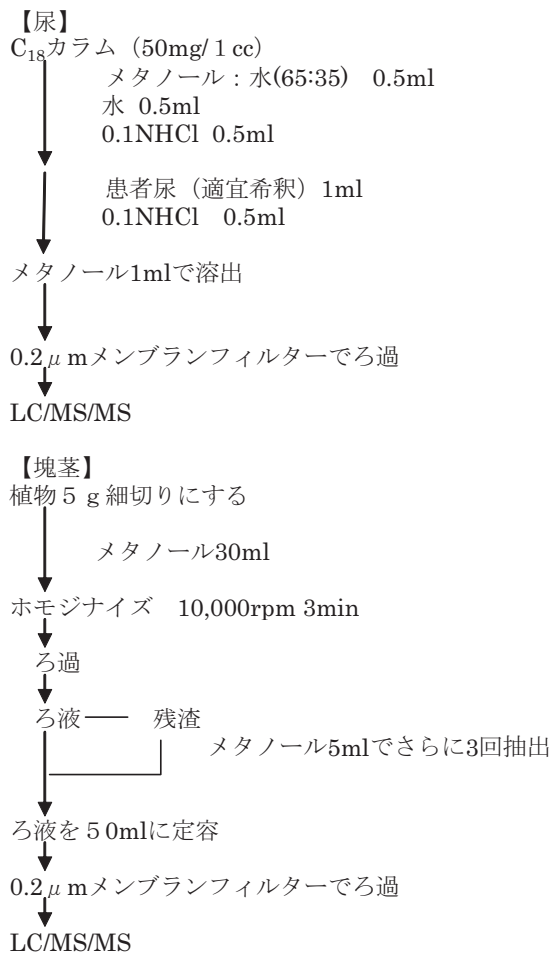 【尿】
C₁₈カラム（50mg/１cc）
メタノール：水(65:35)　0.5ml
水 0.5ml
0.1NHCl 0.5ml
患者尿（適宜希釈）1ml
0.1NHCl　0.5ml
メタノール1mlで溶出
0.2μmメンブランフィルターでろ過
LC/MS/MS
【塊茎】
植物５ｇ細切りにする
メタノール30ml
ホモジナイズ　10,000rpm 3min
ろ過
ろ液　残渣
メタノール5mlでさらに3回抽出
ろ液を５0mlに定容
0.2μmメンブランフィルターでろ過
LC/MS/MS